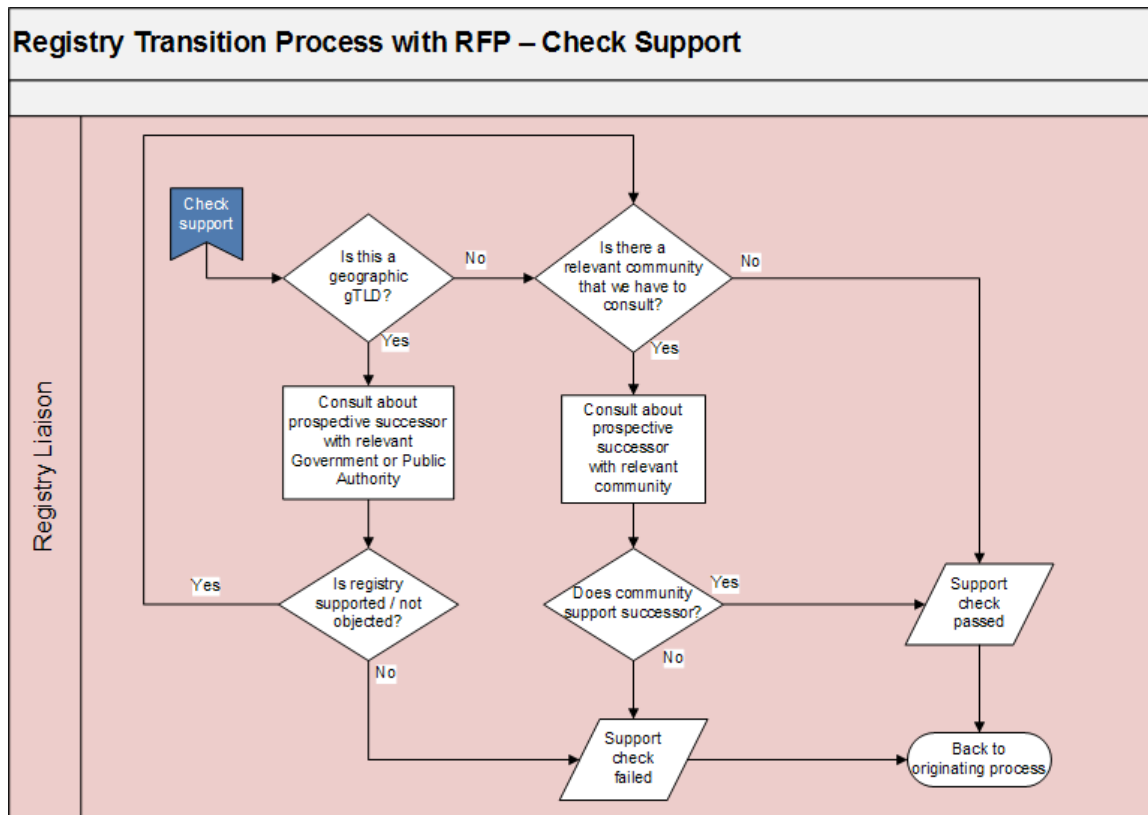 Registry Transition Process with RFP – Check Support
Registry Liaison
Check
support
Is this a
geographic
gTLD?
No
Is there a
relevant community
that we have to
consult?
No
Yes
Yes
Consult about
prospective successor
with relevant
Government or Public
Authority
Consult about
prospective
successor
with relevant
community
Yes
Is registry
supported / not
objected?
No
Does community
support successor?
Yes
No
Support
check
passed
Support
check
failed
Back to
originating process